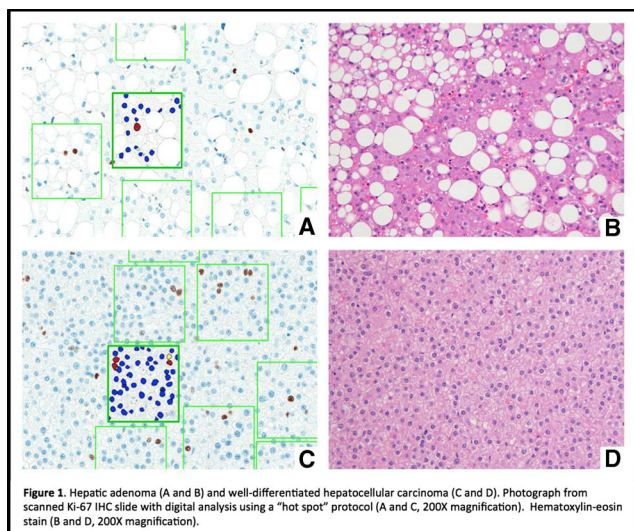 A
B
C
D
Figure 1. Hepatic adenoma (A and B) and well-differentiated hepatocellular carcinoma (C and D). Photograph from
scanned Ki-67 IHC slide with digital analysis using a “hot spot” protocol (A and C, 200X magnification). Hematoxylin-eosin
stain (B and D, 200X magnification).